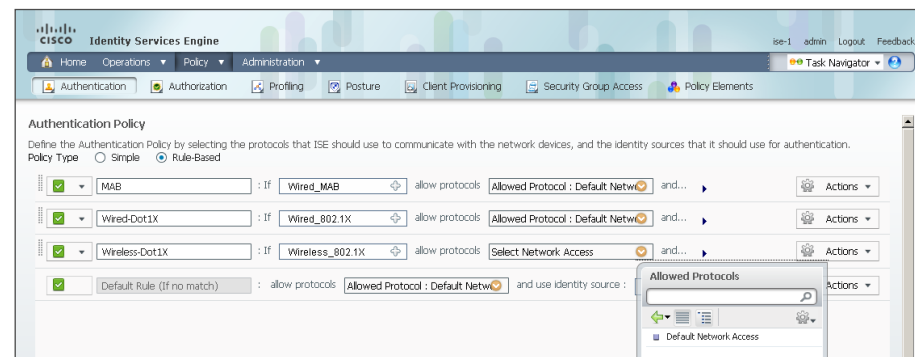 CISCO Identity Services Engine
ise-1 admin Logout Feedback
Home Operations Policy Administration Task Navigator
Authentication Authorization Profiling Posture Client Provisioning Security Group Access Policy Elements
Authentication Policy
Define the Authentication Policy by selecting the protocols that ISE should use to communicate with the network devices, and the identity sources that it should use for authentication.
Policy Type Simple Rule-Based
MAB : If Wired_MAB allow protocols Allowed Protocol : Default Netw and... Actions
Wired-Dot1X : If Wired_802.1X allow protocols Allowed Protocol : Default Netw and... Actions
Wireless-Dot1X : If Wireless_802.1X allow protocols Select Network Access and... Actions
Default Rule (If no match) : allow protocols Allowed Protocol : Default Netw and use identity source : Actions
Allowed Protocols
Default Network Access